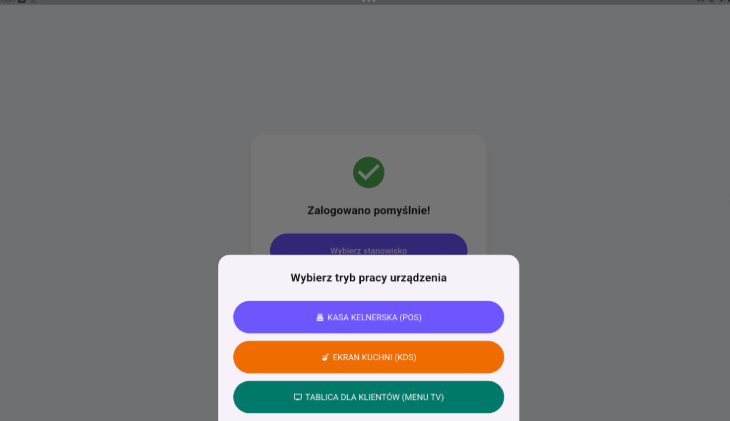 Zalogowano pomyślnie!
Wybierz stanowisko
Wybierz tryb pracy urządzenia
KASA KELNERSKA (POS)
EKRAN KUCHNI (KDS)
TABLICA DLA KLIENTÓW (MENU TV)